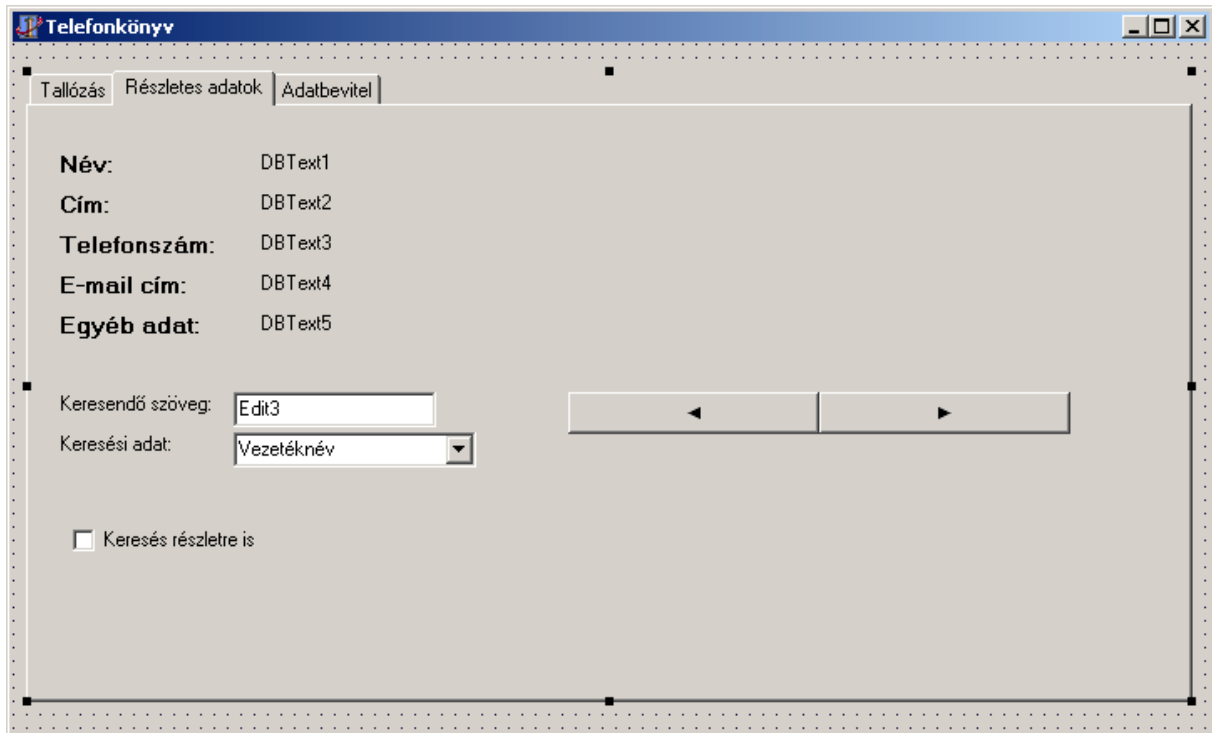 Telefonkönyv
Tallózás Részletes adatok Adatbevitel
Név: DBText1
Cím: DBText2
Telefonszám: DBText3
E-mail cím: DBText4
Egyéb adat: DBText5
Keresendő szöveg: Edit3
Keresési adat: Vezetéknév
Keresés részletre is